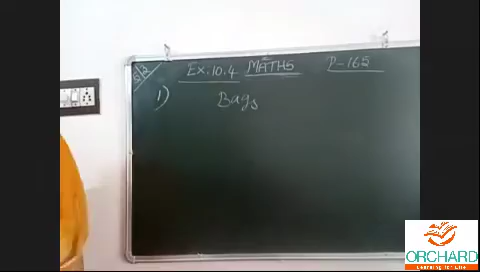 Ex.10.4 MATHS P-165
1) Bags
ORCHARD
Learning for Life